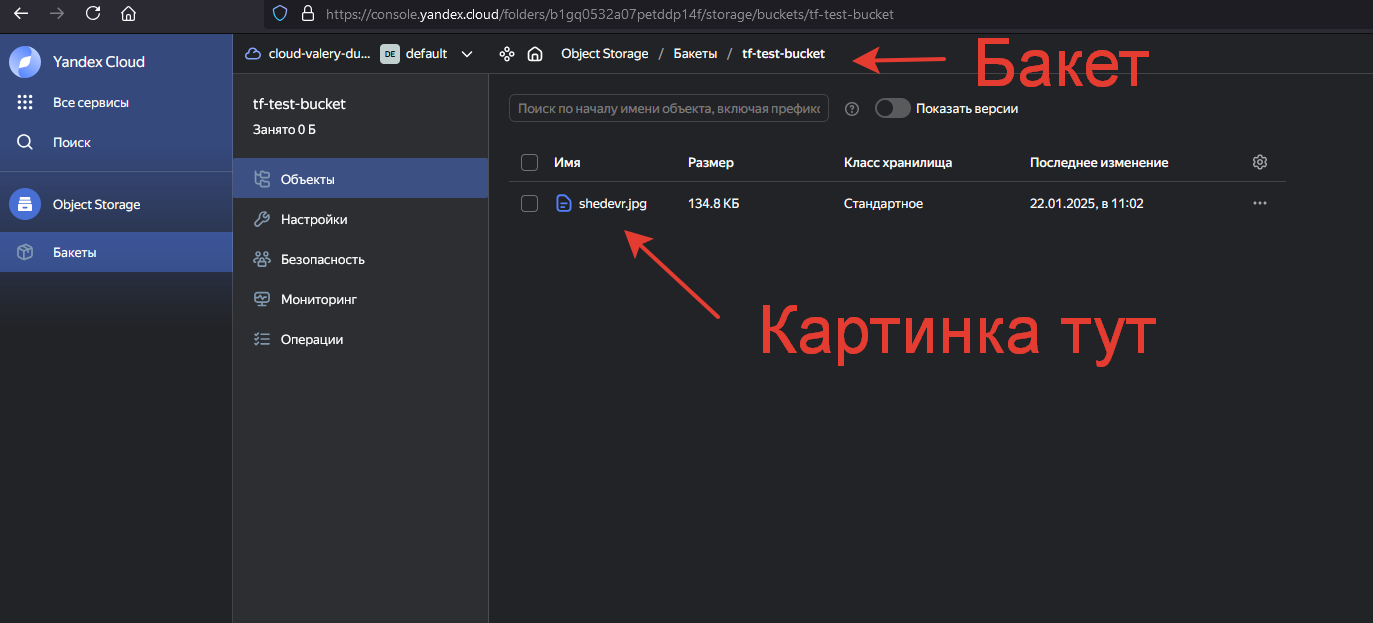 https://console.yandex.cloud/folders/b1gq0532a07petddp14f/storage/buckets/tf-test-bucket
Yandex Cloud
Все сервисы
Поиск
Object Storage
Бакеты
cloud-valery-du... DE default
Object Storage / Бакеты / tf-test-bucket
Бакет
tf-test-bucket
Занято 0 Б
Объекты
Настройки
Безопасность
Мониторинг
Операции
Поиск по началу имени объекта, включая префикс
Показать версии
Имя Размер Класс хранилища Последнее изменение
shedevr.jpg 134.8 КБ Стандартное 22.01.2025, в 11:02
Картинка тут